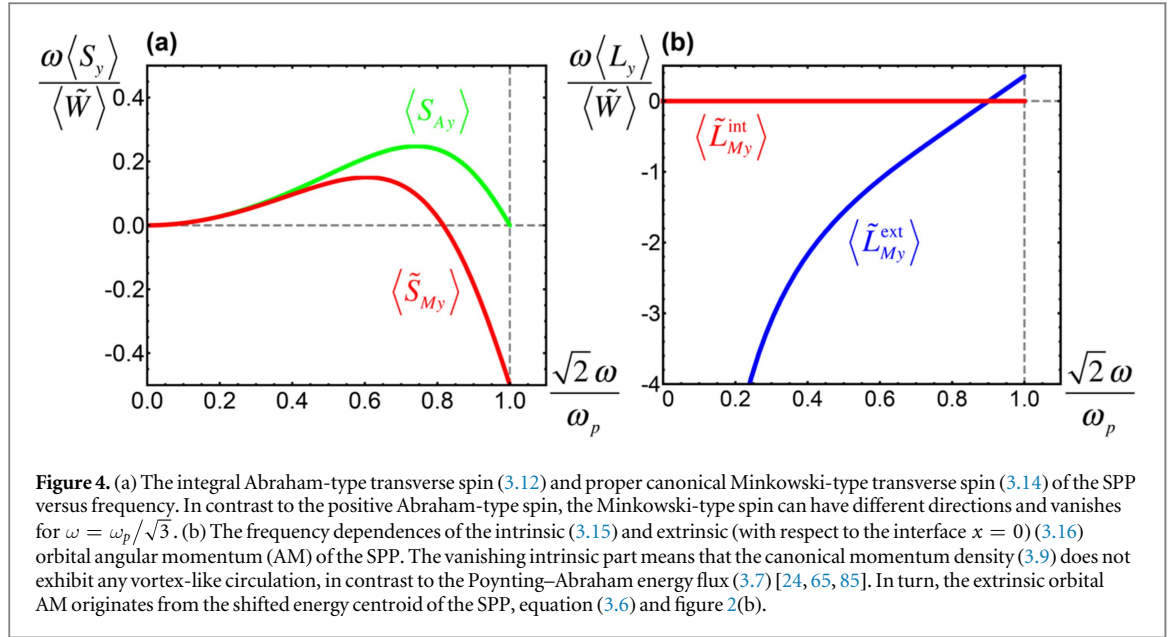 (a)
ω⟨S_y⟩
⟨W̃⟩
0.4
0.2
0.0
-0.2
-0.4
⟨S_{Ay}⟩
⟨S̃_{My}⟩
0.0 0.2 0.4 0.6 0.8 1.0
√2 ω
ω_p
(b)
ω⟨L_y⟩
⟨W̃⟩
0
-1
-2
-3
-4
⟨L̃_{My}^{int}⟩
⟨L̃_{My}^{ext}⟩
0.2 0.4 0.6 0.8 1.0
√2 ω
ω_p
Figure 4. (a) The integral Abraham-type transverse spin (3.12) and proper canonical Minkowski-type transverse spin (3.14) of the SPP
versus frequency. In contrast to the positive Abraham-type spin, the Minkowski-type spin can have different directions and vanishes
for ω = ω_p/√3. (b) The frequency dependences of the intrinsic (3.15) and extrinsic (with respect to the interface x = 0) (3.16)
orbital angular momentum (AM) of the SPP. The vanishing intrinsic part means that the canonical momentum density (3.9) does not
exhibit any vortex-like circulation, in contrast to the Poynting–Abraham energy flux (3.7) [24, 65, 85]. In turn, the extrinsic orbital
AM originates from the shifted energy centroid of the SPP, equation (3.6) and figure 2(b).